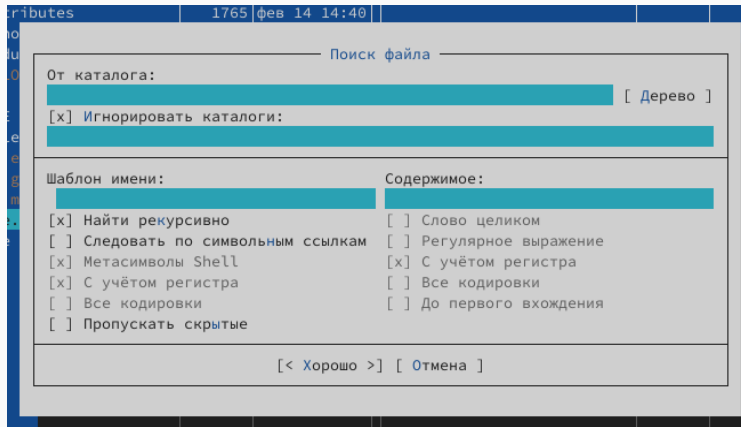 tributes 1765 фев 14 14:40
Поиск файла
От каталога:
[ Дерево ]
[x] Игнорировать каталоги:
Шаблон имени: Содержимое:
[x] Найти рекурсивно [ ] Слово целиком
[ ] Следовать по символьным ссылкам [ ] Регулярное выражение
[x] Метасимволы Shell [x] С учётом регистра
[x] С учётом регистра [ ] Все кодировки
[ ] Все кодировки [ ] До первого вхождения
[ ] Пропускать скрытые
[< Хорошо >] [ Отмена ]